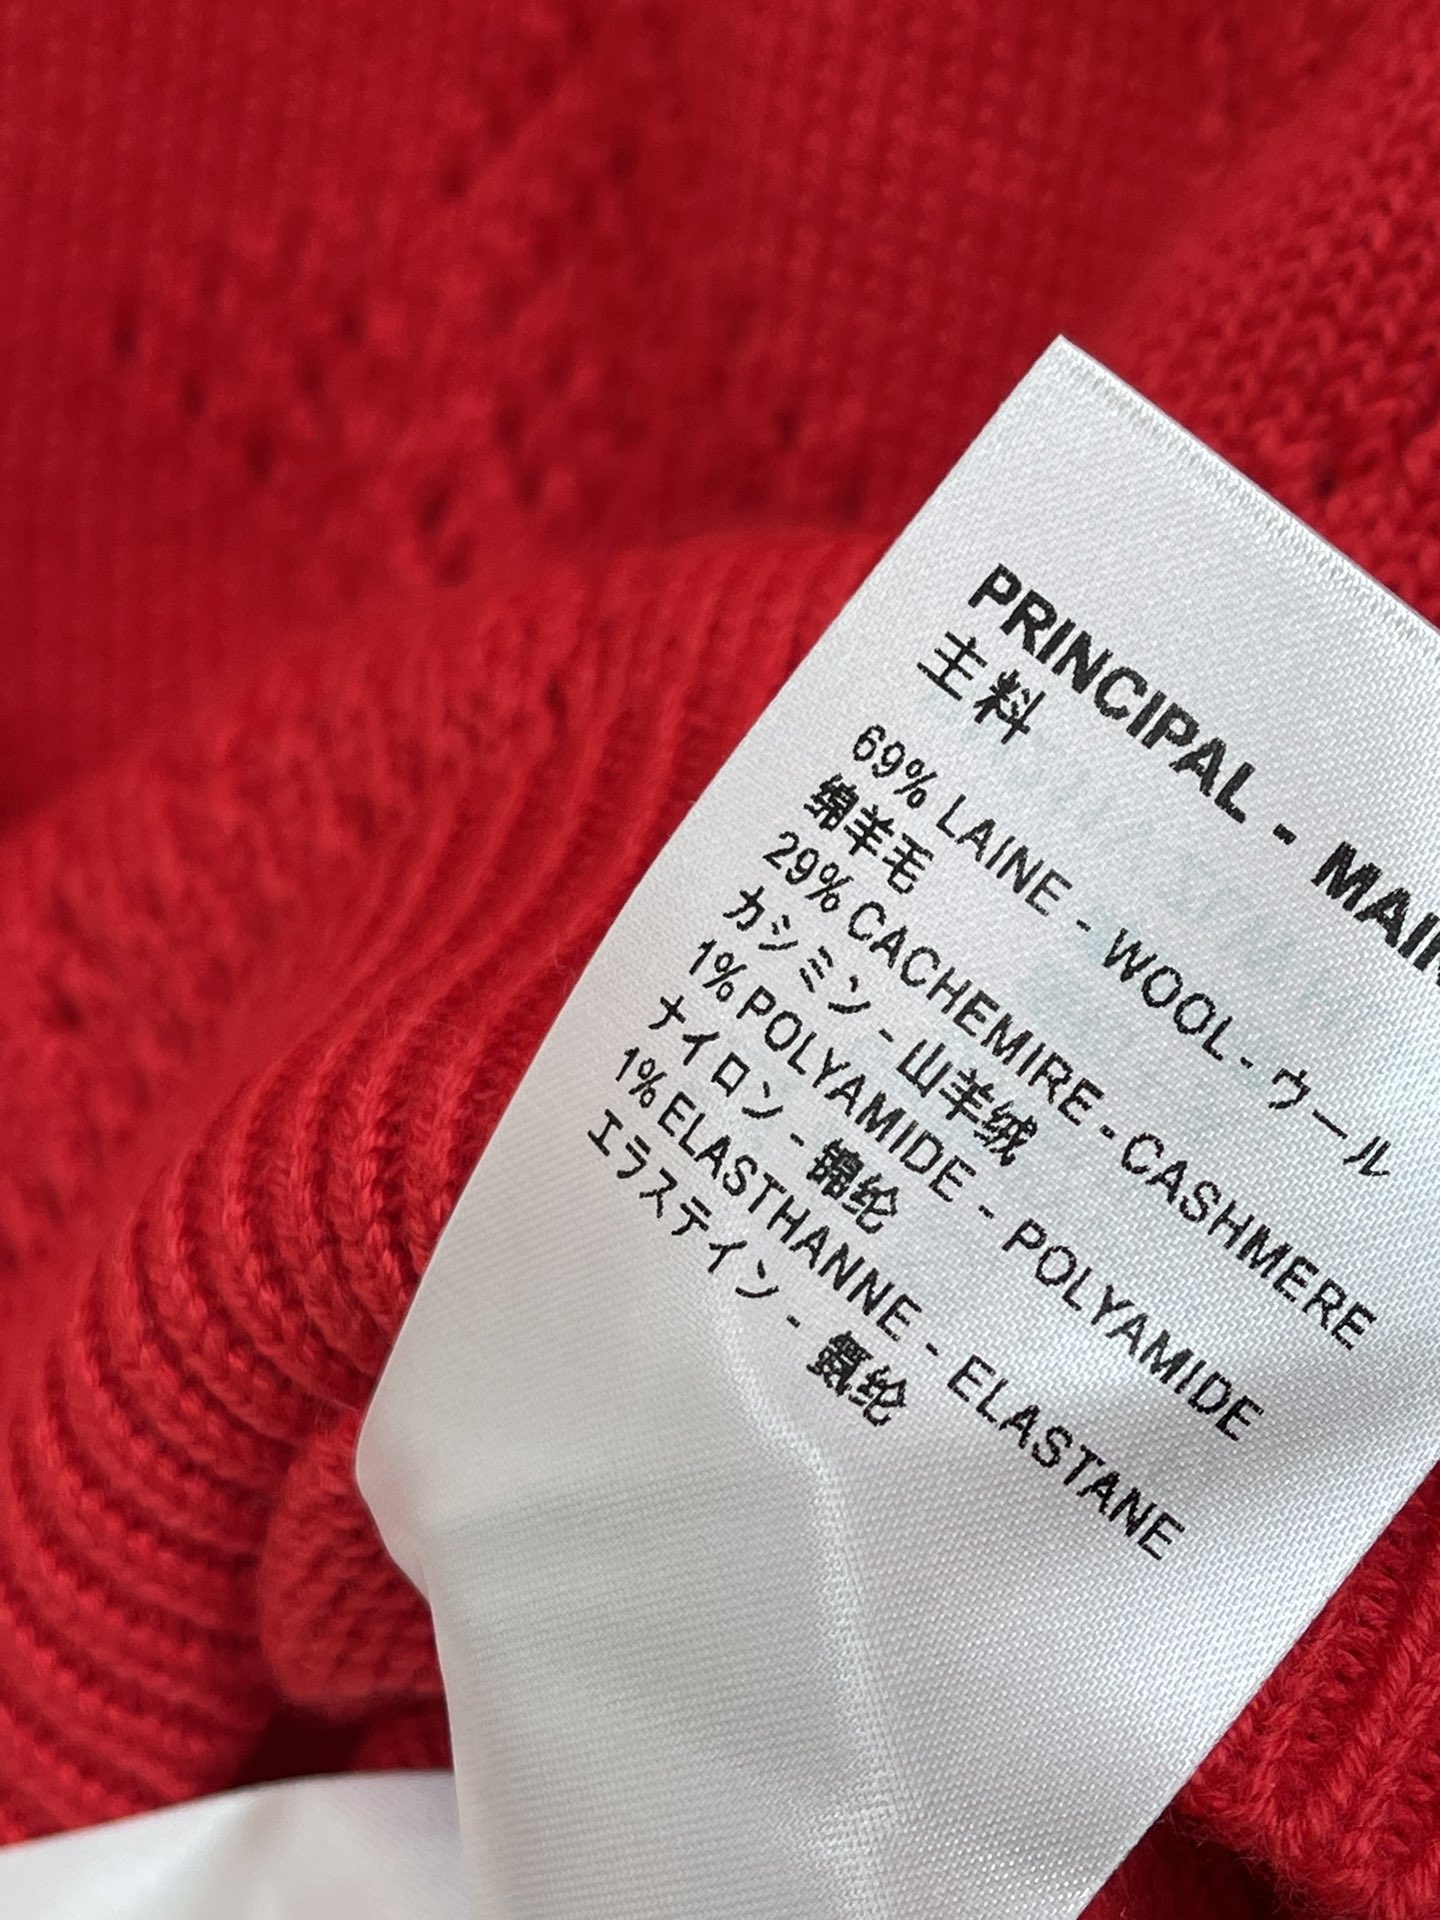 PRINCIPAL - MAIN
主料
69% LAINE - WOOL - ウール
绵羊毛
29% CACHEMIRE - CASHMERE
カシミン - 山羊绒
1% POLYAMIDE - POLYAMIDE
ナイロン - 锦纶
1% ELASTHANNE - ELASTANE
エラスティン - 氨纶